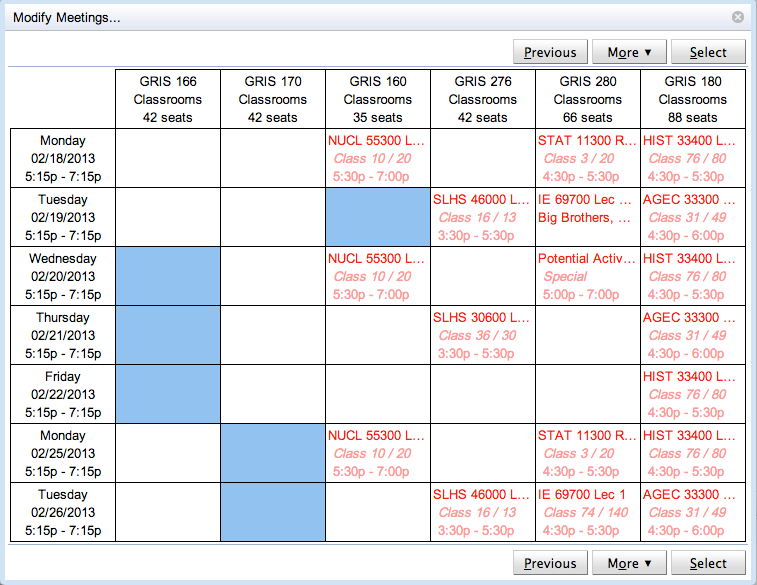 Modify Meetings...
Previous More ▼ Select
GRIS 166 GRIS 170 GRIS 160 GRIS 276 GRIS 280 GRIS 180
Classrooms Classrooms Classrooms Classrooms Classrooms Classrooms
42 seats 42 seats 35 seats 42 seats 66 seats 88 seats
Monday NUCL 55300 L... STAT 11300 R... HIST 33400 L...
02/18/2013 Class 10 / 20 Class 3 / 20 Class 76 / 80
5:15p - 7:15p 5:30p - 7:00p 4:30p - 5:30p 4:30p - 5:30p
Tuesday SLHS 46000 L... IE 69700 Lec ... AGEC 33300 ...
02/19/2013 Class 16 / 13 Big Brothers, ... Class 31 / 49
5:15p - 7:15p 3:30p - 5:30p 4:30p - 6:00p
Wednesday NUCL 55300 L... Potential Activ... HIST 33400 L...
02/20/2013 Class 10 / 20 Special Class 76 / 80
5:15p - 7:15p 5:30p - 7:00p 5:00p - 7:00p 4:30p - 5:30p
Thursday SLHS 30600 L... AGEC 33300 ...
02/21/2013 Class 36 / 30 Class 31 / 49
5:15p - 7:15p 3:30p - 5:30p 4:30p - 6:00p
Friday HIST 33400 L...
02/22/2013 Class 76 / 80
5:15p - 7:15p 4:30p - 5:30p
Monday NUCL 55300 L... STAT 11300 R... HIST 33400 L...
02/25/2013 Class 10 / 20 Class 3 / 20 Class 76 / 80
5:15p - 7:15p 5:30p - 7:00p 4:30p - 5:30p 4:30p - 5:30p
Tuesday SLHS 46000 L... IE 69700 Lec 1 AGEC 33300 ...
02/26/2013 Class 16 / 13 Class 74 / 140 Class 31 / 49
5:15p - 7:15p 3:30p - 5:30p 4:30p - 5:30p 4:30p - 6:00p
Previous More ▼ Select